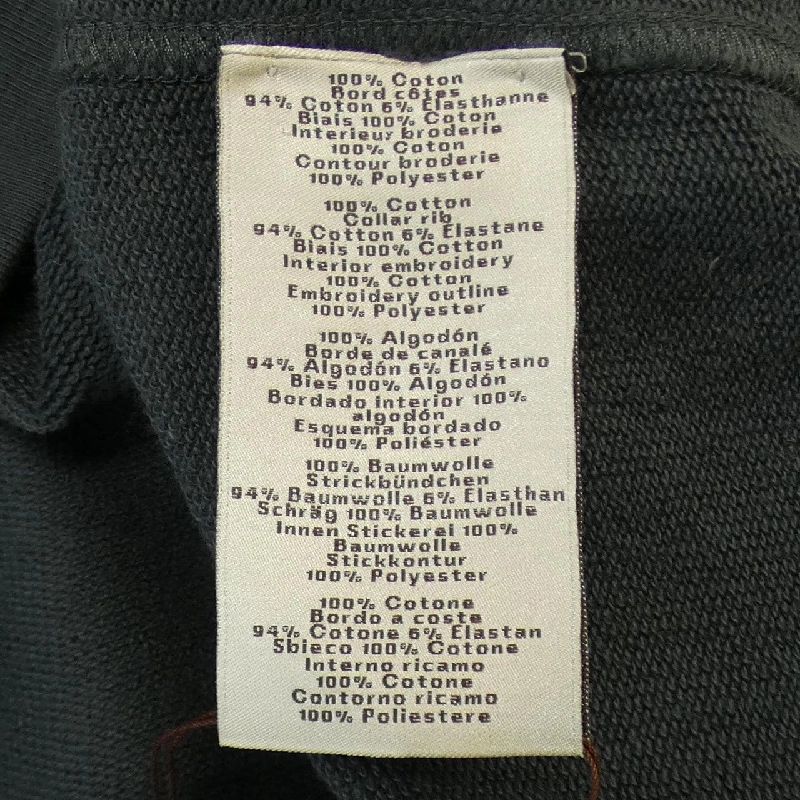 100% Coton
Bord côtes
94% Coton 6% Élasthanne
Biais 100% Coton
Interieur broderie
100% Coton
Contour broderie
100% Polyester
100% Cotton
Collar rib
94% Cotton 6% Elastane
Biais 100% Cotton
Interior embroidery
100% Cotton
Embroidery outline
100% Polyester
100% Algodón
Borde de canalé
94% Algodón 6% Elastano
Bies 100% Algodón
Bordado interior 100%
algodón
Esquema bordado
100% Poliéster
100% Baumwolle
Strickbündchen
94% Baumwolle 6% Elasthan
Schräg 100% Baumwolle
Innen Stickerei 100%
Baumwolle
Stickkontur
100% Polyester
100% Cotone
Bordo a coste
94% Cotone 6% Elastan
Sbieco 100% Cotone
Interno ricamo
100% Cotone
Contorno ricamo
100% Poliestere